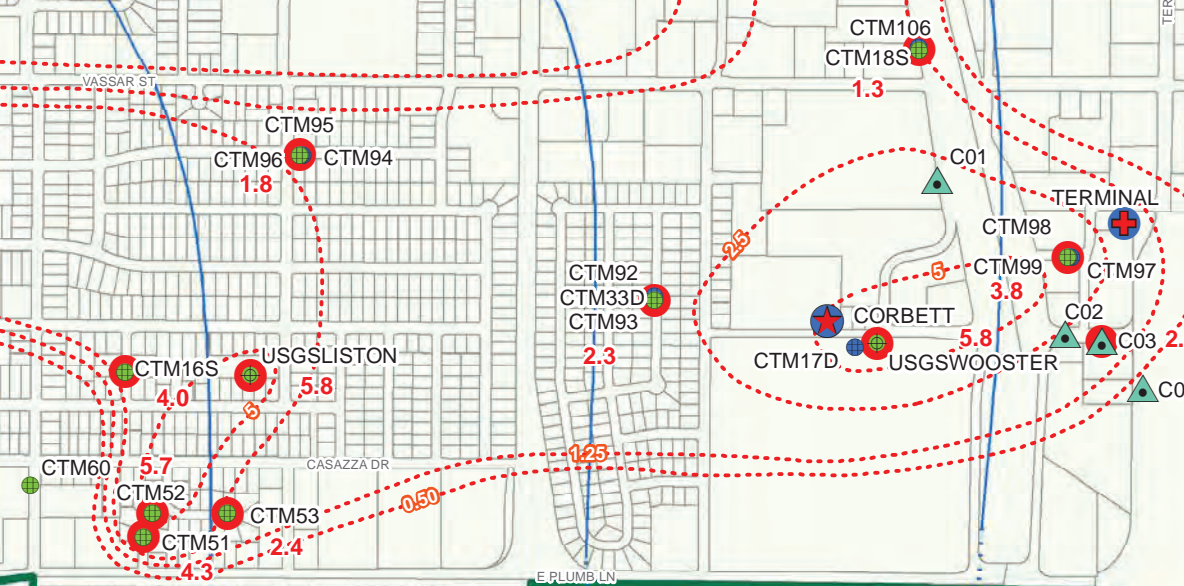 CTM106
CTM18S
1.3
TER
VASSAR ST
CTM95
CTM96
CTM94
1.8
C01
TERMINAL
CTM98
2.5
CTM99
CTM97
5
3.8
CTM92
CTM33D
CTM93
2.3
CORBETT
C02
5.8
C03
2.
CTM17D
USGSWOOSTER
C0
USGSLISTON
CTM16S
4.0
5.8
5
1.25
CASAZZA DR
CTM60
5.7
CTM52
0.50
CTM53
CTM51
2.4
4.3
E PLUMB LN